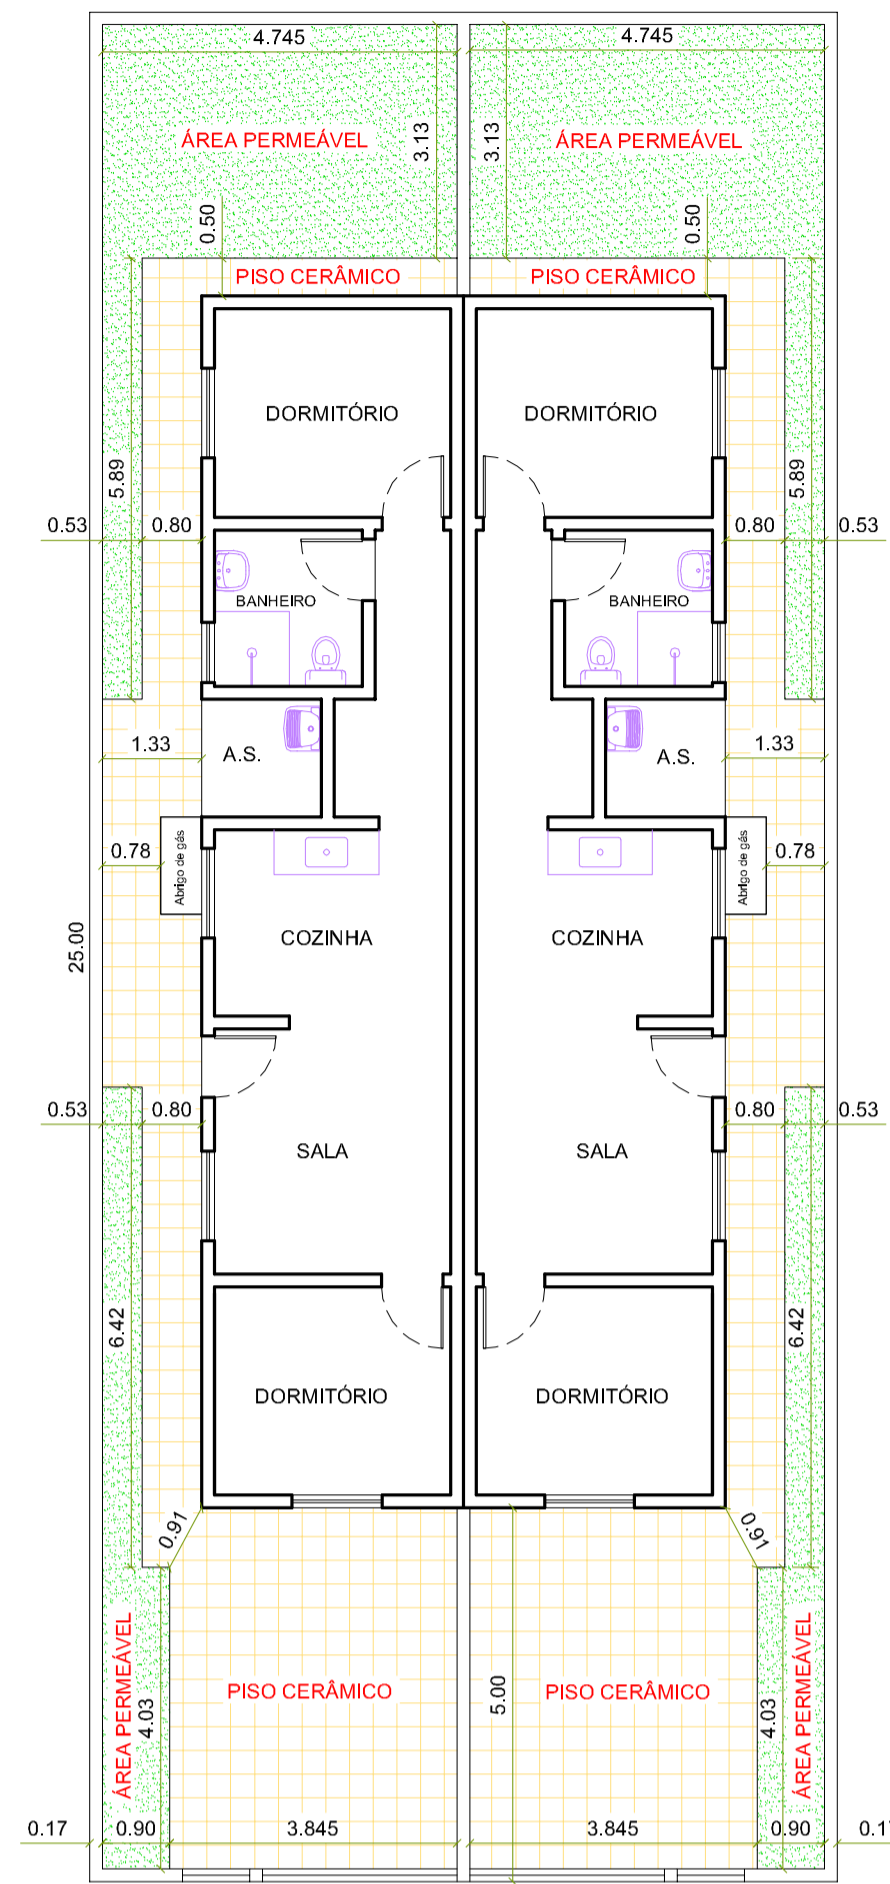 4.745
4.745
ÁREA PERMEÁVEL
3.13
3.13
ÁREA PERMEÁVEL
0.50
0.50
PISO CERÂMICO
PISO CERÂMICO
DORMITÓRIO
DORMITÓRIO
5.89
5.89
0.53
0.80
0.80
0.53
BANHEIRO
BANHEIRO
1.33
A.S.
A.S.
1.33
0.78
Abrigo de gás
Abrigo de gás
0.78
25.00
COZINHA
COZINHA
0.53
0.80
0.80
0.53
SALA
SALA
6.42
6.42
DORMITÓRIO
DORMITÓRIO
0.91
0.91
ÁREA PERMEÁVEL
4.03
PISO CERÂMICO
5.00
PISO CERÂMICO
4.03
ÁREA PERMEÁVEL
0.17
0.90
3.845
3.845
0.90